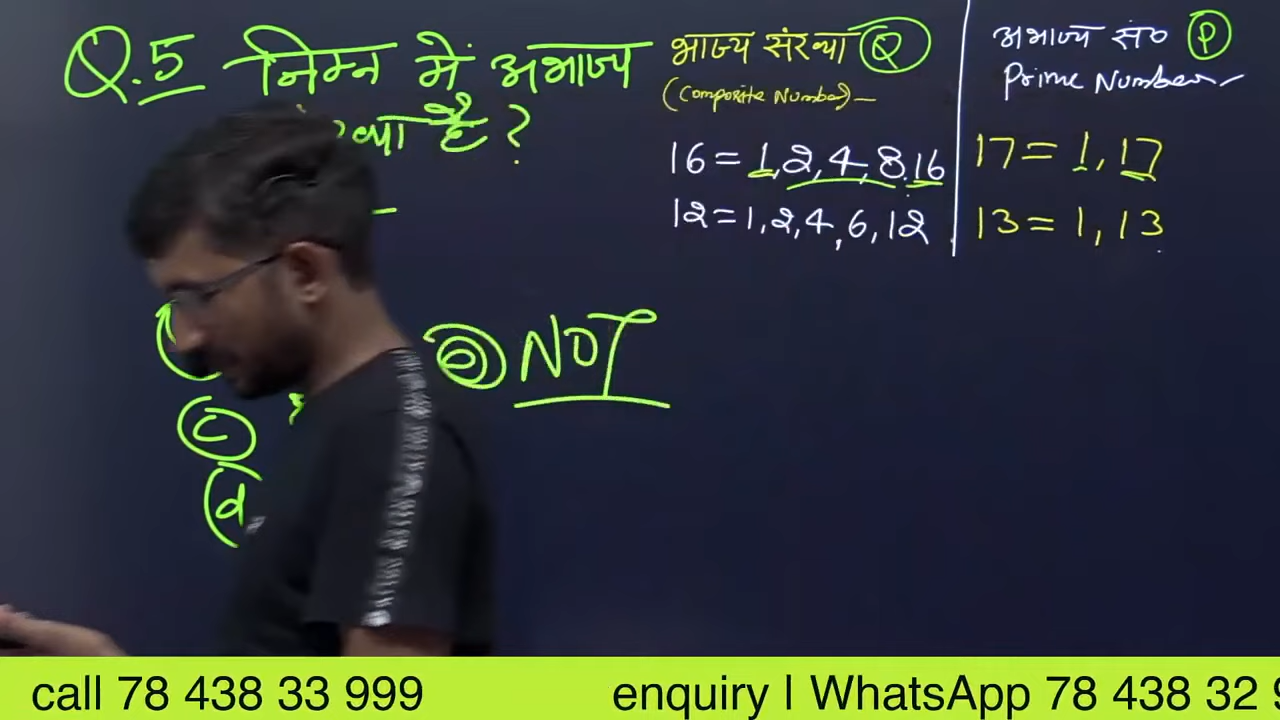 Q.5 निम्न में अभाज्य
है ?
भाज्य संख्या Q
(Composite Number)
16 = 1, 2, 4, 8, 16
12 = 1, 2, 4, 6, 12
अभाज्य सं० P
Prime Number
17 = 1, 17
13 = 1, 13
e NOT
C
d
call 78 438 33 999
enquiry I WhatsApp 78 438 32